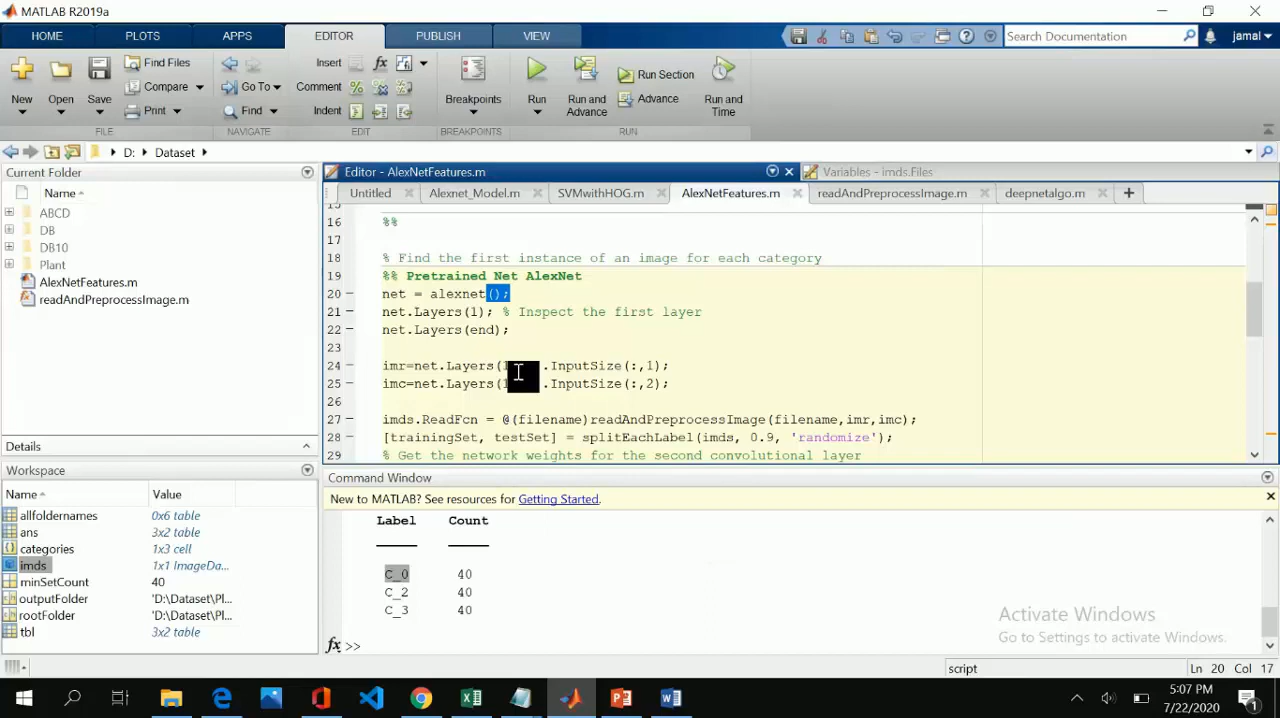 MATLAB R2019a
HOME PLOTS APPS EDITOR PUBLISH VIEW
Search Documentation
jamal
New Open Save
Find Files
Compare
Print
FILE
Go To
Find
NAVIGATE
Insert
Comment
Indent
EDIT
Breakpoints
BREAKPOINTS
Run
Run and Advance
Run Section
Advance
Run and Time
RUN
D: Dataset
Current Folder
Name
ABCD
DB
DB10
Plant
AlexNetFeatures.m
readAndPreprocessImage.m
Details
Workspace
Name Value
allfoldernames 0x6 table
ans 3x2 table
categories 1x3 cell
imds 1x1 ImageDa...
minSetCount 40
outputFolder 'D:\Dataset\Pl...
rootFolder 'D:\Dataset\Pl...
tbl 3x2 table
Editor - AlexNetFeatures.m
Variables - imds.Files
Untitled Alexnet_Model.m SVMwithHOG.m AlexNetFeatures.m readAndPreprocessImage.m deepnetalgo.m
15
16 %%
17
18 % Find the first instance of an image for each category
19 %% Pretrained Net AlexNet
20 net = alexnet();
21 net.Layers(1); % Inspect the first layer
22 net.Layers(end);
23
24 imr=net.Layers( .InputSize(:,1);
25 imc=net.Layers( .InputSize(:,2);
26
27 imds.ReadFcn = @(filename)readAndPreprocessImage(filename,imr,imc);
28 [trainingSet, testSet] = splitEachLabel(imds, 0.9, 'randomize');
29 % Get the network weights for the second convolutional layer
Command Window
New to MATLAB? See resources for Getting Started.
Label Count
C_0 40
C_2 40
C_3 40
fx >>
Activate Windows
Go to Settings to activate Windows.
script
Ln 20 Col 17
5:07 PM
7/22/2020